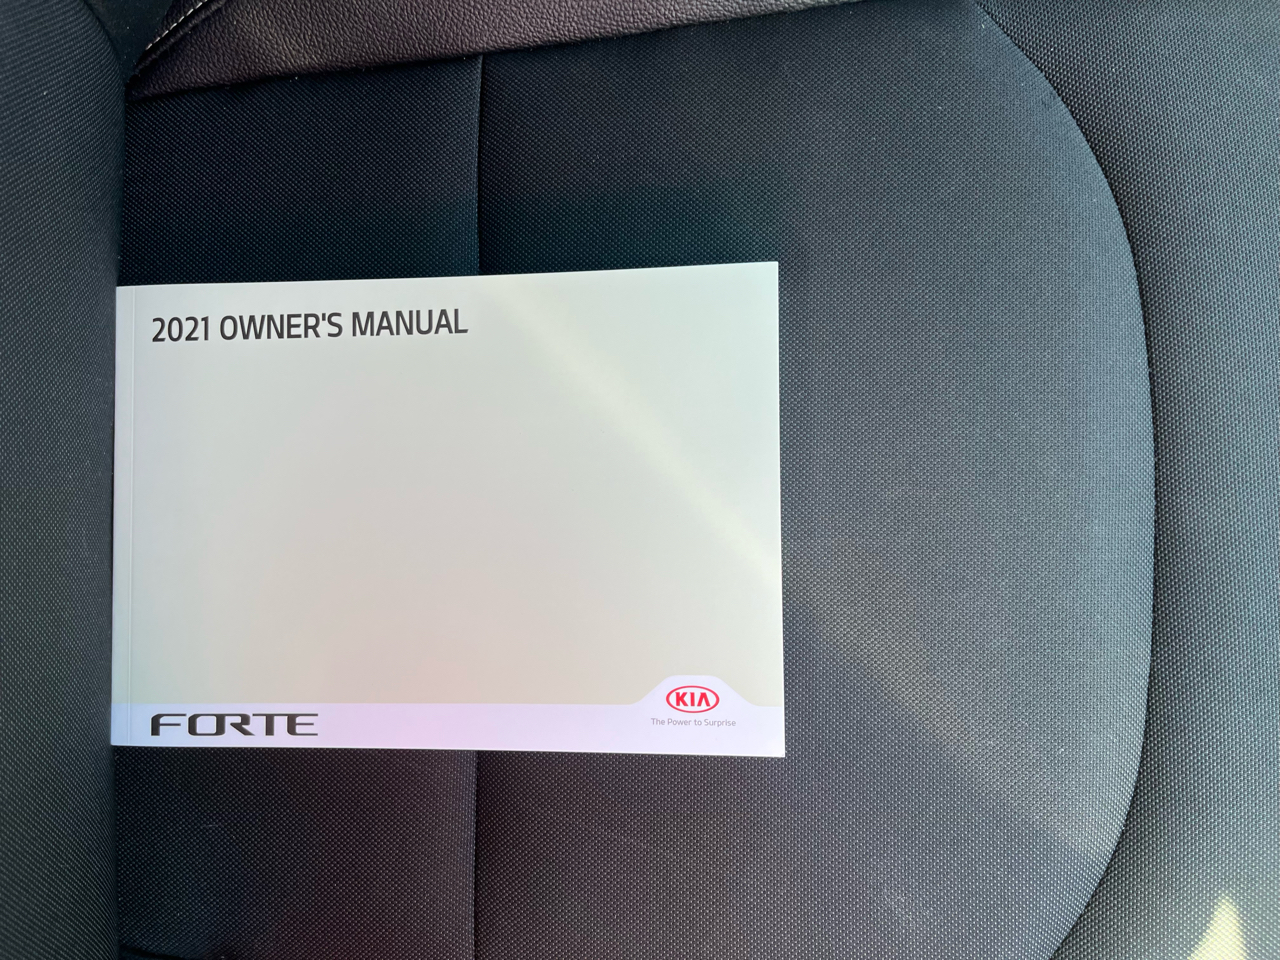 2021 OWNER'S MANUAL
FORTE
KIA
The Power to Surprise